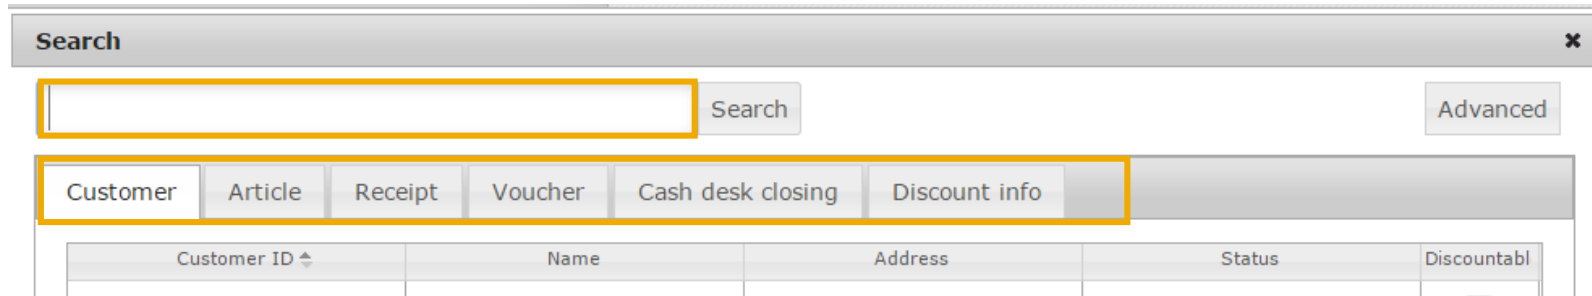 Search
Search Advanced
Customer Article Receipt Voucher Cash desk closing Discount info
Customer ID Name Address Status Discountabl